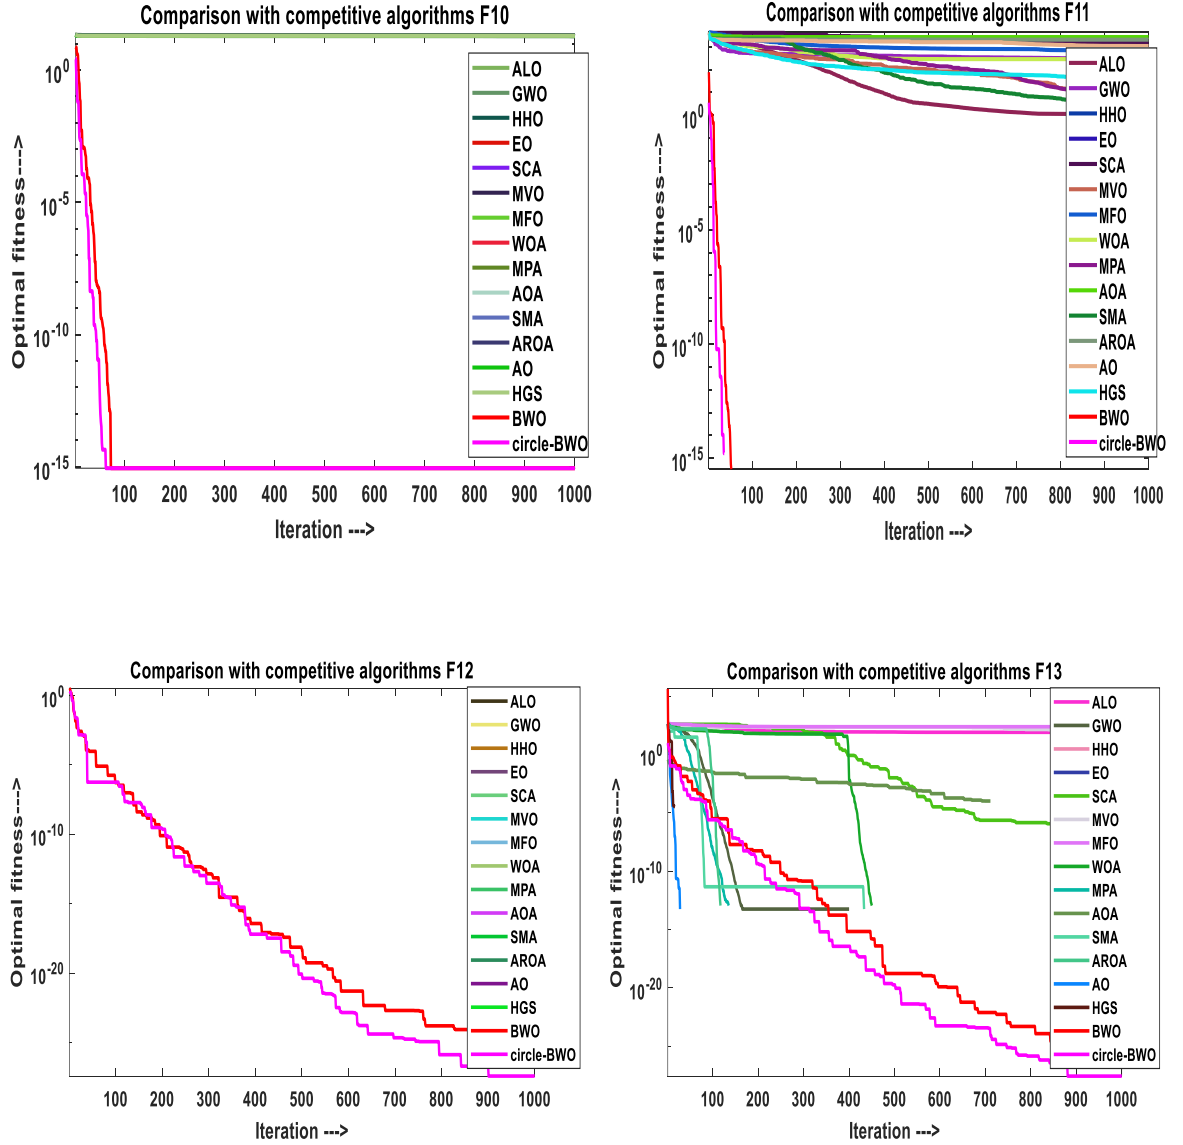 Comparison with competitive algorithms F10
Optimal fitness--->
10^0
10^-5
10^-10
10^-15
100 200 300 400 500 600 700 800 900 1000
Iteration --->
ALO
GWO
HHO
EO
SCA
MVO
MFO
WOA
MPA
AOA
SMA
AROA
AO
HGS
BWO
circle-BWO
Comparison with competitive algorithms F11
Optimal fitness--->
10^0
10^-5
10^-10
10^-15
100 200 300 400 500 600 700 800 900 1000
Iteration --->
ALO
GWO
HHO
EO
SCA
MVO
MFO
WOA
MPA
AOA
SMA
AROA
AO
HGS
BWO
circle-BWO
Comparison with competitive algorithms F12
Optimal fitness--->
10^0
10^-10
10^-20
100 200 300 400 500 600 700 800 900 1000
Iteration --->
ALO
GWO
HHO
EO
SCA
MVO
MFO
WOA
MPA
AOA
SMA
AROA
AO
HGS
BWO
circle-BWO
Comparison with competitive algorithms F13
Optimal fitness--->
10^0
10^-10
10^-20
100 200 300 400 500 600 700 800 900 1000
Iteration --->
ALO
GWO
HHO
EO
SCA
MVO
MFO
WOA
MPA
AOA
SMA
AROA
AO
HGS
BWO
circle-BWO